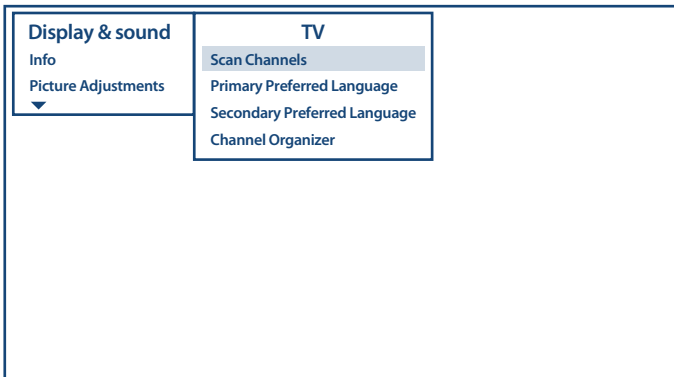 Display & sound
Info
Picture Adjustments
TV
Scan Channels
Primary Preferred Language
Secondary Preferred Language
Channel Organizer